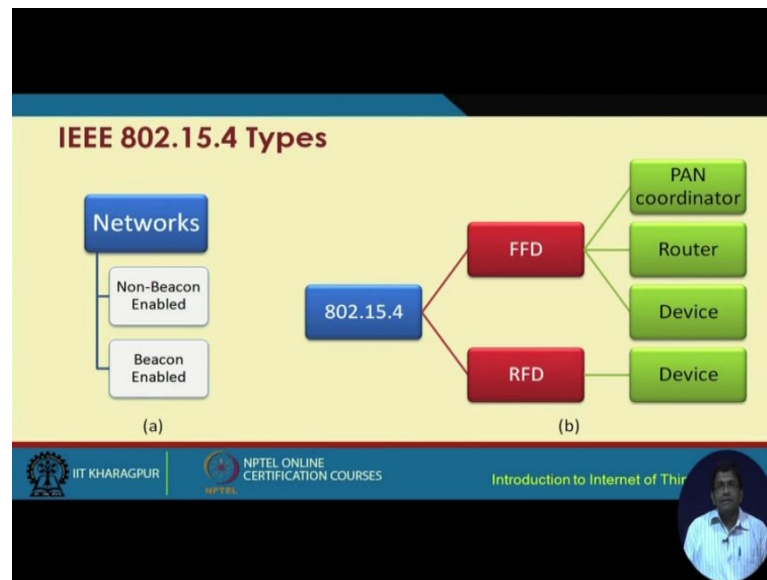 IEEE 802.15.4 Types
Networks
Non-Beacon
Enabled
Beacon
Enabled
(a)
802.15.4
FFD
RFD
PAN
coordinator
Router
Device
Device
(b)
IIT KHARAGPUR
NPTEL
NPTEL ONLINE
CERTIFICATION COURSES
Introduction to Internet of